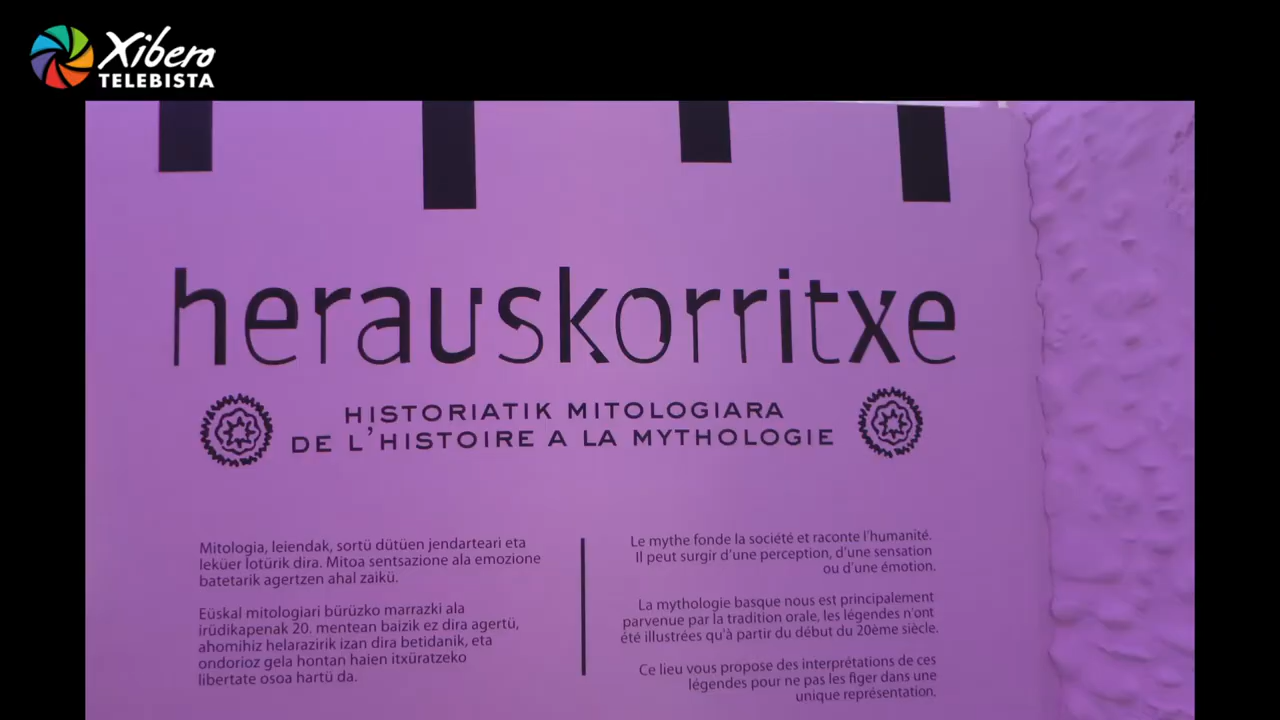 Xibero
TELEBISTA
herauskorritxe
HISTORIATIK MITOLOGIARA
DE L'HISTOIRE A LA MYTHOLOGIE
Mitologia, leiendak, sortü dütüen jendarteari eta
leküer lotürik dira. Mitoa sentsazione ala emozione
batetarik agertzen ahal zaikü.
Eüskal mitologiari bürüzko marrazki ala
irüdikapenak 20. mentean baizik ez dira agertü,
ahomihiz helarazirik izan dira betidanik, eta
ondorioz gela hontan haien itxüratzeko
libertate osoa hartü da.
Le mythe fonde la société et raconte l'humanité.
Il peut surgir d'une perception, d'une sensation
ou d'une émotion.
La mythologie basque nous est principalement
parvenue par la tradition orale, les légendes n'ont
été illustrées qu'à partir du début du 20ème siècle.
Ce lieu vous propose des interprétations de ces
légendes pour ne pas les figer dans une
unique représentation.